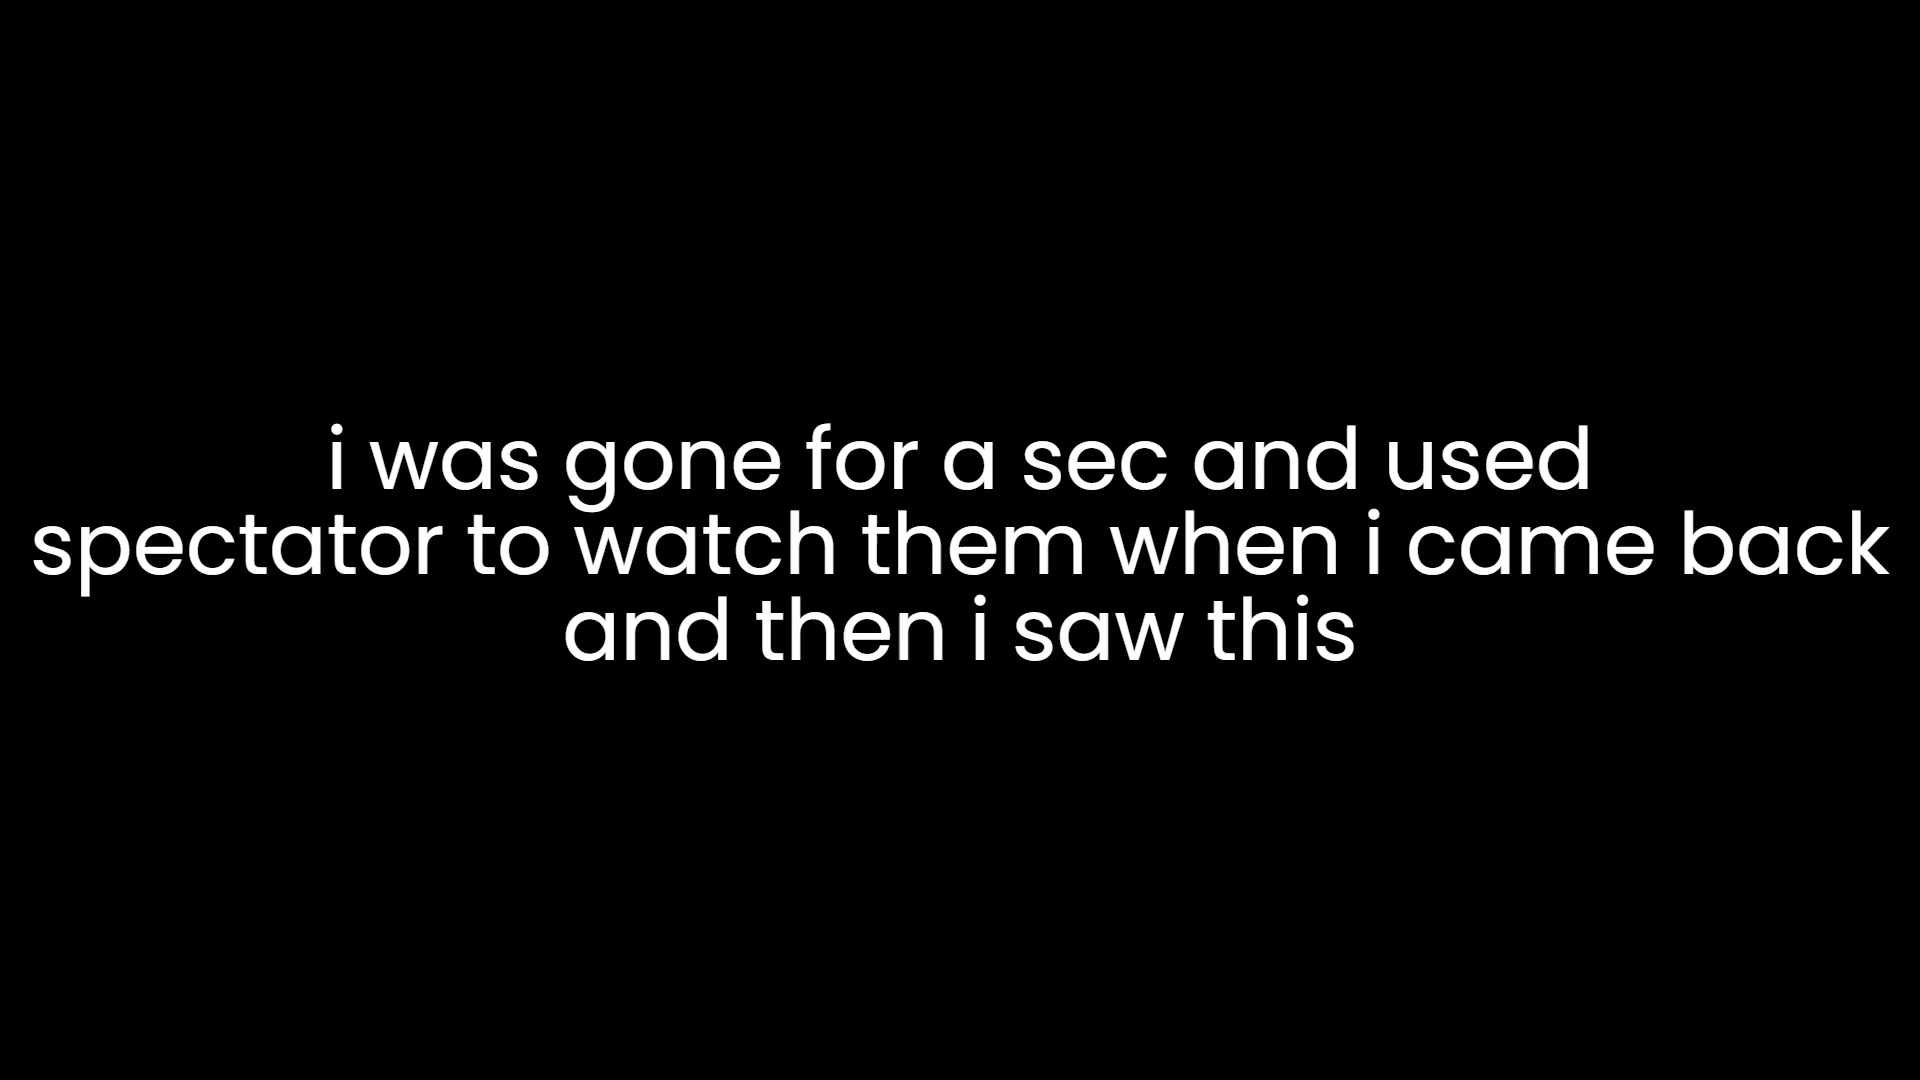 i was gone for a sec and used
spectator to watch them when i came back
and then i saw this